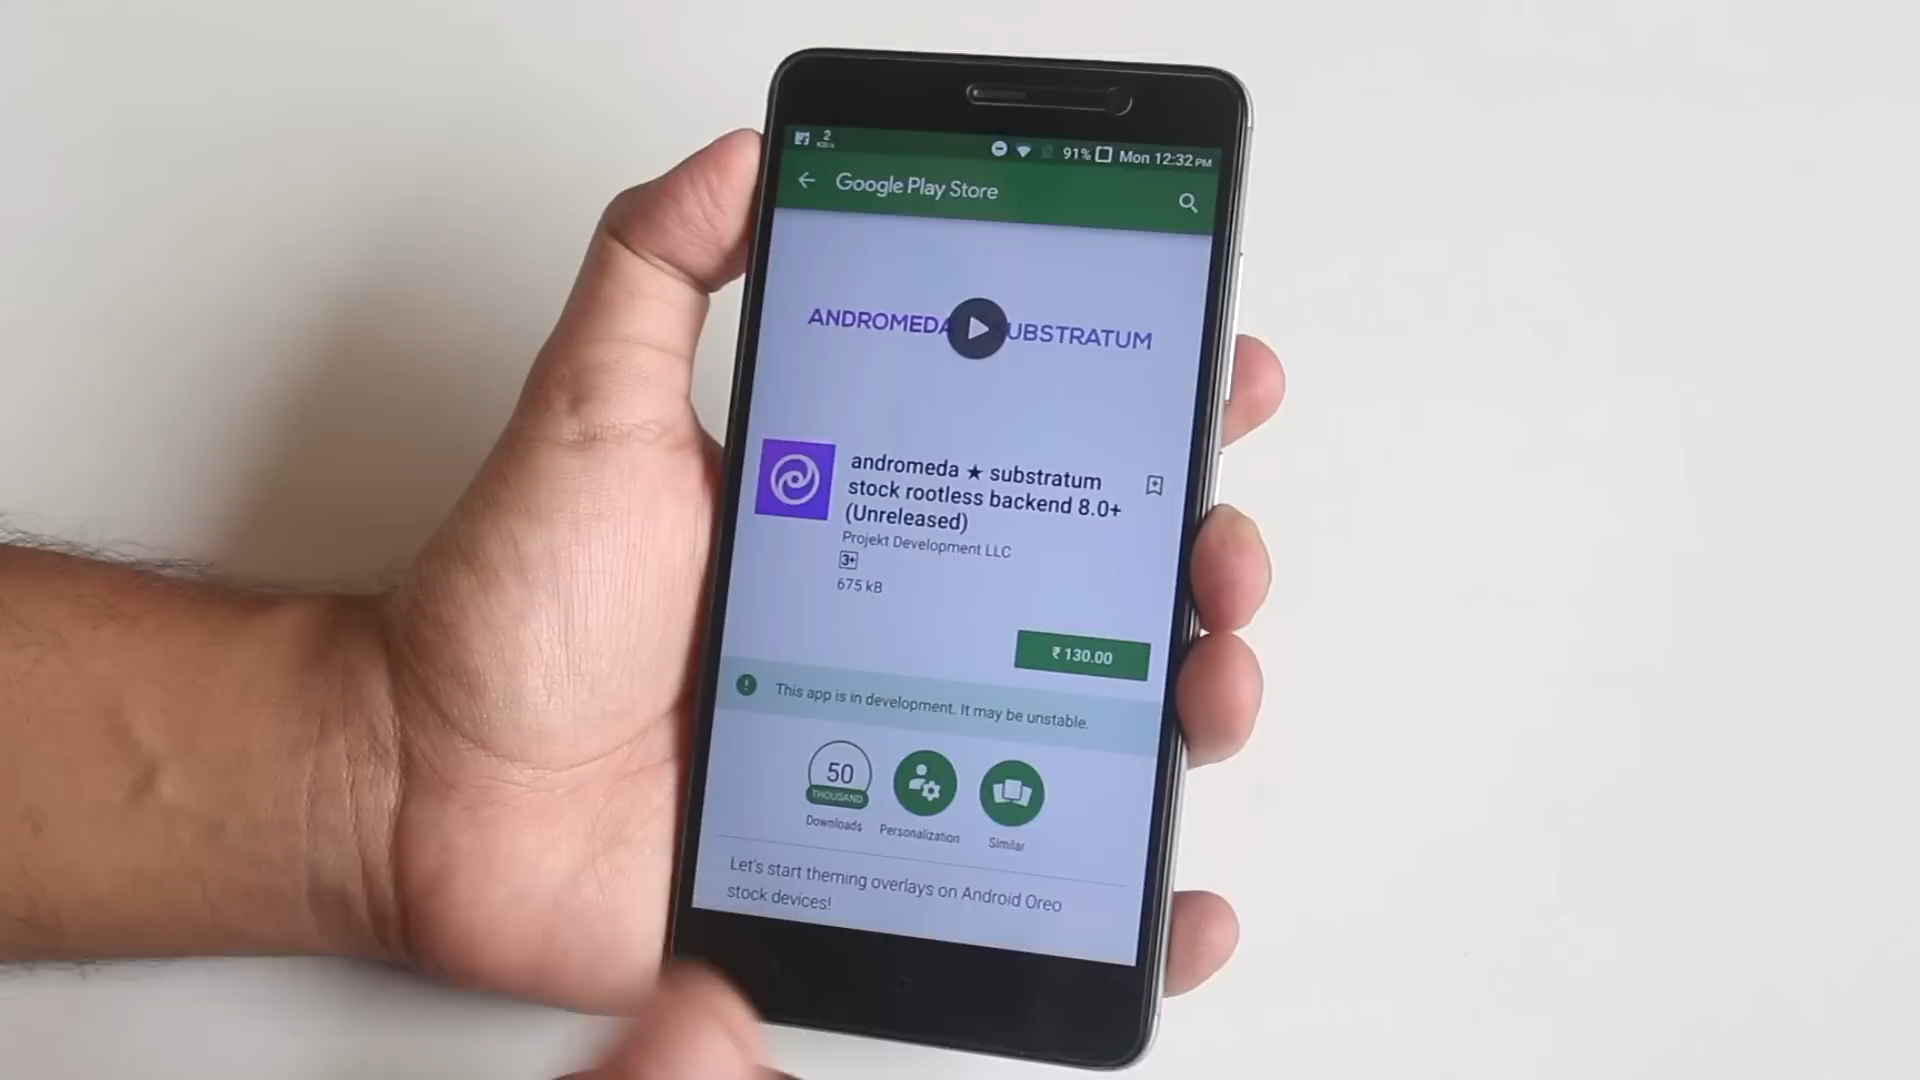 2
KB/s
91% Mon 12:32 PM
Google Play Store
ANDROMEDA SUBSTRATUM
andromeda ★ substratum
stock rootless backend 8.0+
(Unreleased)
Projekt Development LLC
3+
675 kB
₹ 130.00
This app is in development. It may be unstable.
50
THOUSAND
Downloads
Personalization
Similar
Let's start theming overlays on Android Oreo
stock devices!